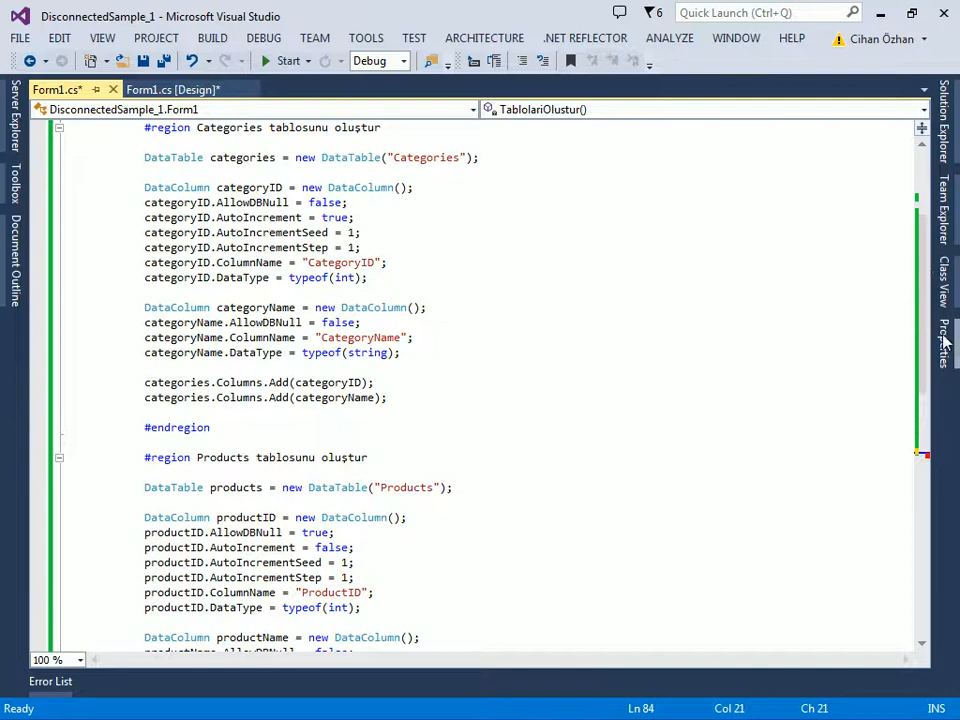 DisconnectedSample_1 - Microsoft Visual Studio
6
Quick Launch (Ctrl+Q)
FILE EDIT VIEW PROJECT BUILD DEBUG TEAM TOOLS TEST ARCHITECTURE .NET REFLECTOR ANALYZE WINDOW HELP
Cihan Özhan
Start Debug
Form1.cs* Form1.cs [Design]*
DisconnectedSample_1.Form1 TablolariOlustur()
Server Explorer
Toolbox
Document Outline
#region Categories tablosunu oluştur
DataTable categories = new DataTable("Categories");
DataColumn categoryID = new DataColumn();
categoryID.AllowDBNull = false;
categoryID.AutoIncrement = true;
categoryID.AutoIncrementSeed = 1;
categoryID.AutoIncrementStep = 1;
categoryID.ColumnName = "CategoryID";
categoryID.DataType = typeof(int);
DataColumn categoryName = new DataColumn();
categoryName.AllowDBNull = false;
categoryName.ColumnName = "CategoryName";
categoryName.DataType = typeof(string);
categories.Columns.Add(categoryID);
categories.Columns.Add(categoryName);
#endregion
#region Products tablosunu oluştur
DataTable products = new DataTable("Products");
DataColumn productID = new DataColumn();
productID.AllowDBNull = true;
productID.AutoIncrement = false;
productID.AutoIncrementSeed = 1;
productID.AutoIncrementStep = 1;
productID.ColumnName = "ProductID";
productID.DataType = typeof(int);
DataColumn productName = new DataColumn();
productName.AllowDBNull = false;
Solution Explorer
Team Explorer
Class View
Properties
100 %
Error List
Ready Ln 84 Col 21 Ch 21 INS